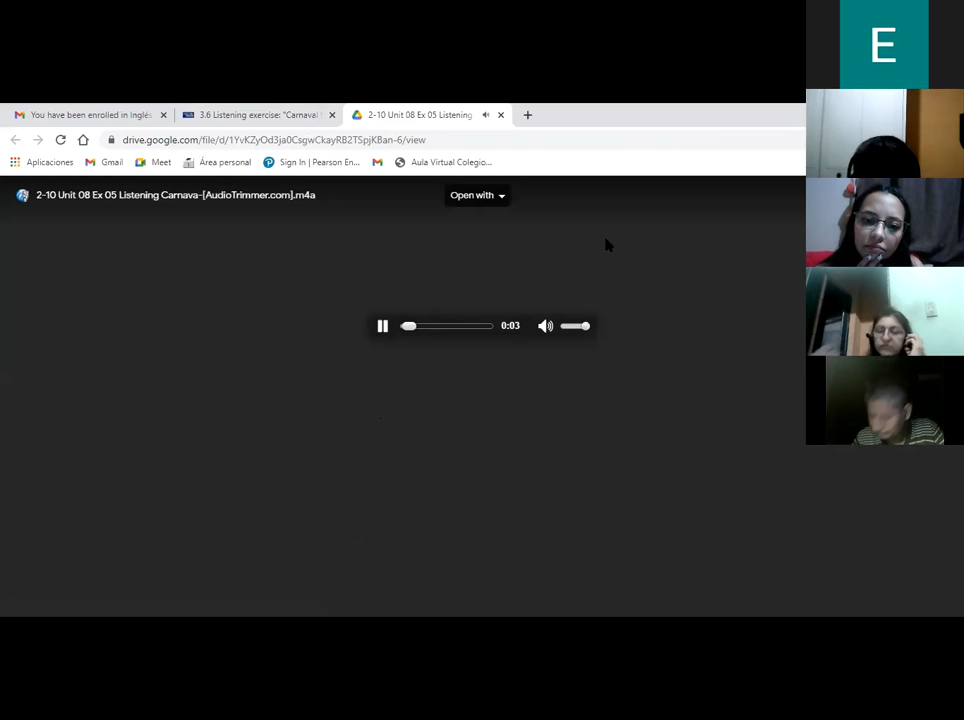 E
You have been enrolled in Inglés
3.6 Listening exercise: "Carnaval
2-10 Unit 08 Ex 05 Listening
drive.google.com/file/d/1YvKZyOd3ja0CsgwCkayRB2TSpjKBan-6/view
Aplicaciones
Gmail
Meet
Área personal
Sign In | Pearson En...
Aula Virtual Colegio...
2-10 Unit 08 Ex 05 Listening Carnava-[AudioTrimmer.com].m4a
Open with
0:03